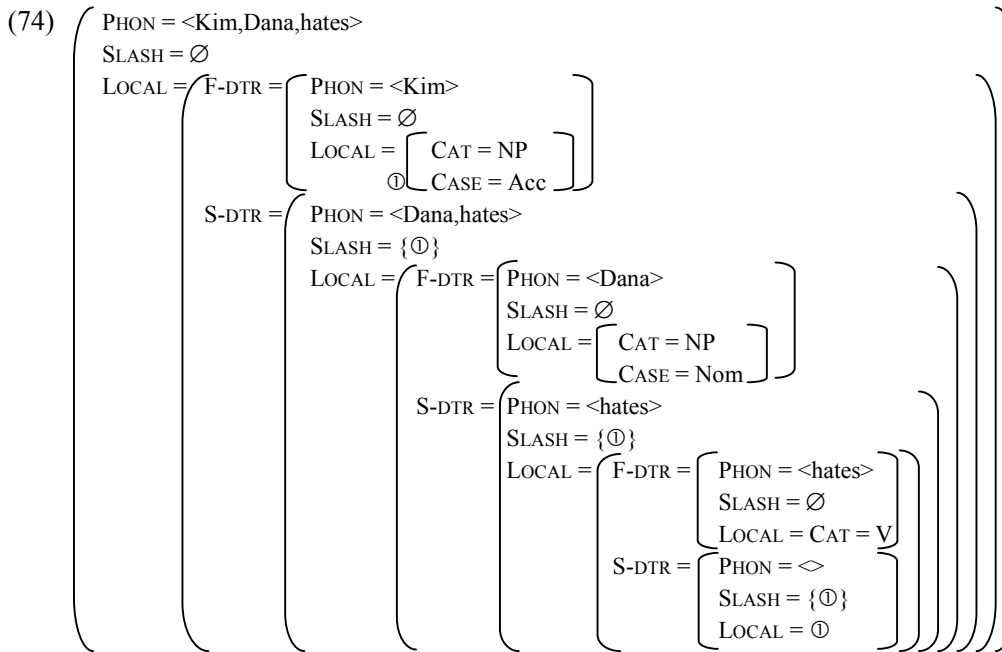 (74) PHON = <Kim,Dana,hates>
SLASH = ∅
LOCAL = F-DTR = PHON = <Kim>
SLASH = ∅
LOCAL = CAT = NP
① CASE = Acc
S-DTR = PHON = <Dana,hates>
SLASH = {①}
LOCAL = F-DTR = PHON = <Dana>
SLASH = ∅
LOCAL = CAT = NP
CASE = Nom
S-DTR = PHON = <hates>
SLASH = {①}
LOCAL = F-DTR = PHON = <hates>
SLASH = ∅
LOCAL = CAT = V
S-DTR = PHON = <>
SLASH = {①}
LOCAL = ①